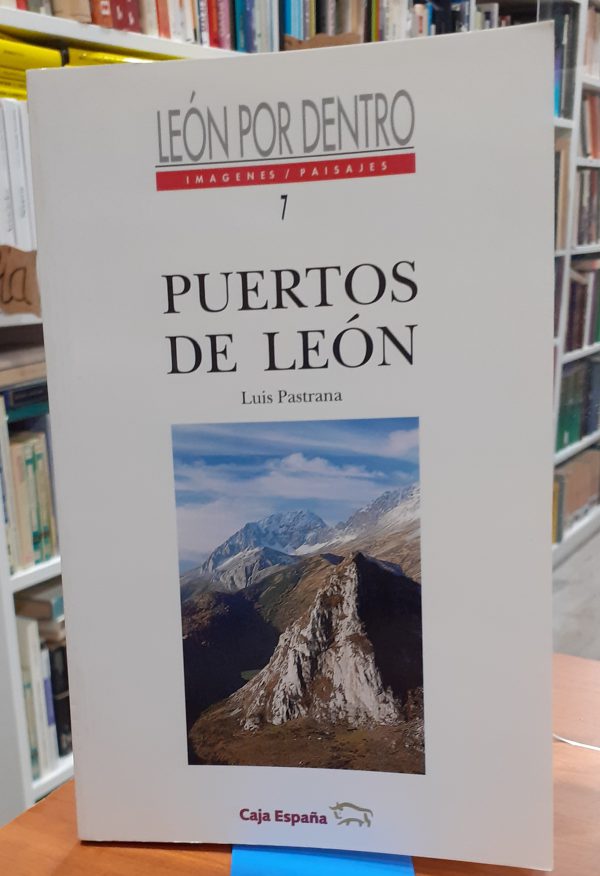 LEÓN POR DENTRO
IMAGENES / PAISAJES
7
PUERTOS
DE LEÓN
Luis Pastrana
Caja España